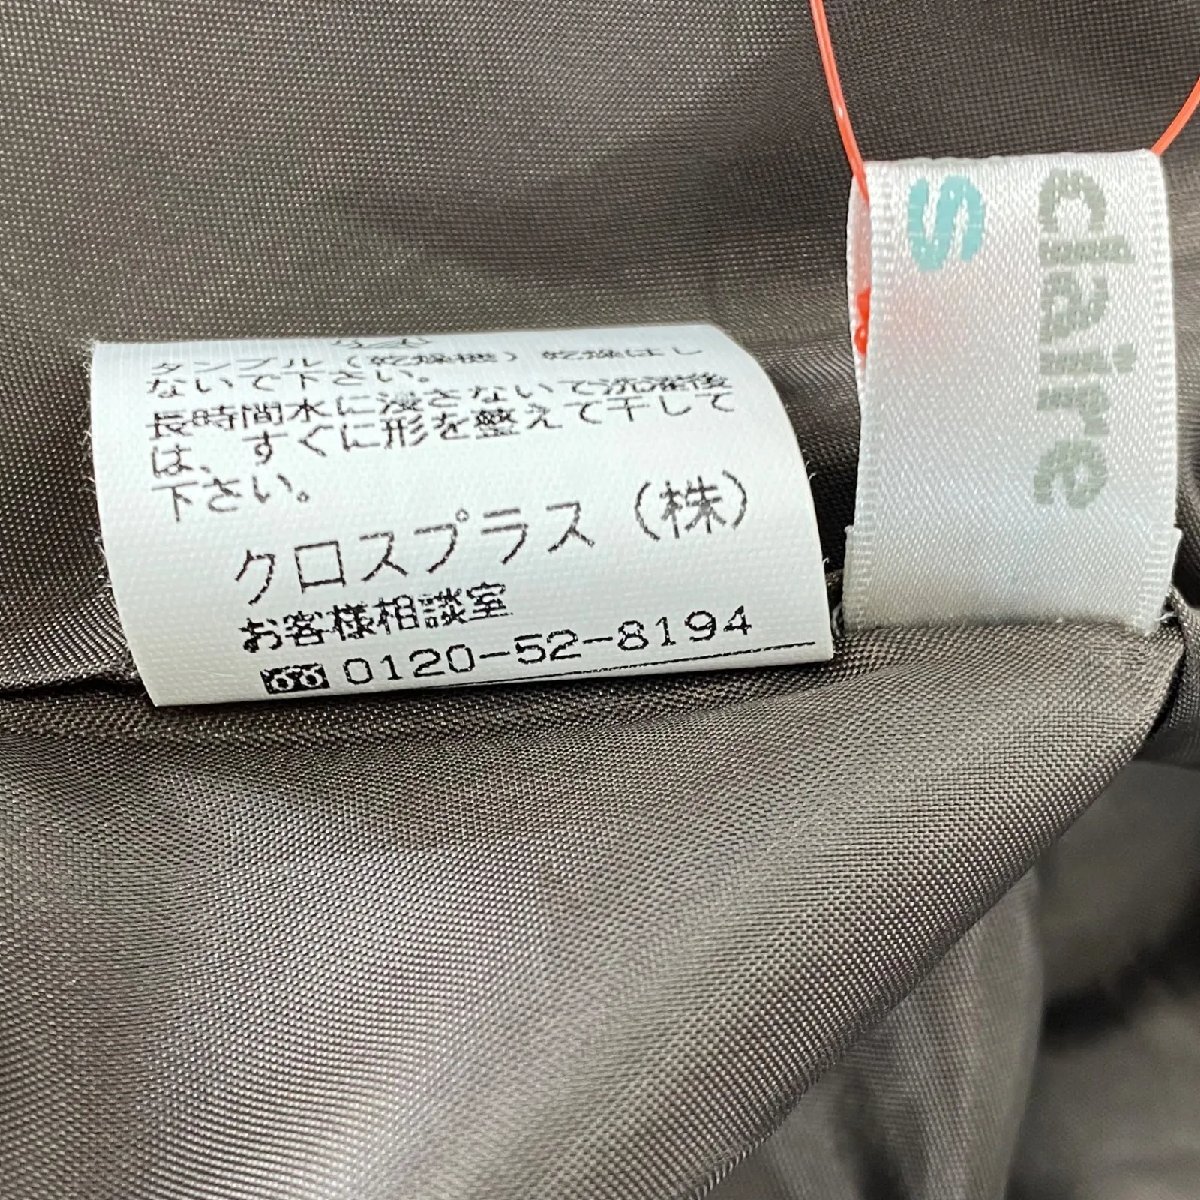 タンブル(乾燥機)乾燥はし
ないで下さい。
長時間水に浸さないで洗濯後
は、すぐに形を整えて干して
下さい。
クロスプラス(株)
お客様相談室
0120-52-8194
claire
S